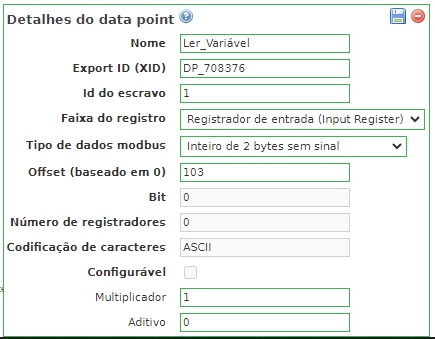 Detalhes do data point
Nome Ler_Variável
Export ID (XID) DP_708376
Id do escravo 1
Faixa do registro Registrador de entrada (Input Register)
Tipo de dados modbus Inteiro de 2 bytes sem sinal
Offset (baseado em 0) 103
Bit 0
Número de registradores 0
Codificação de caracteres ASCII
Configurável
Multiplicador 1
Aditivo 0